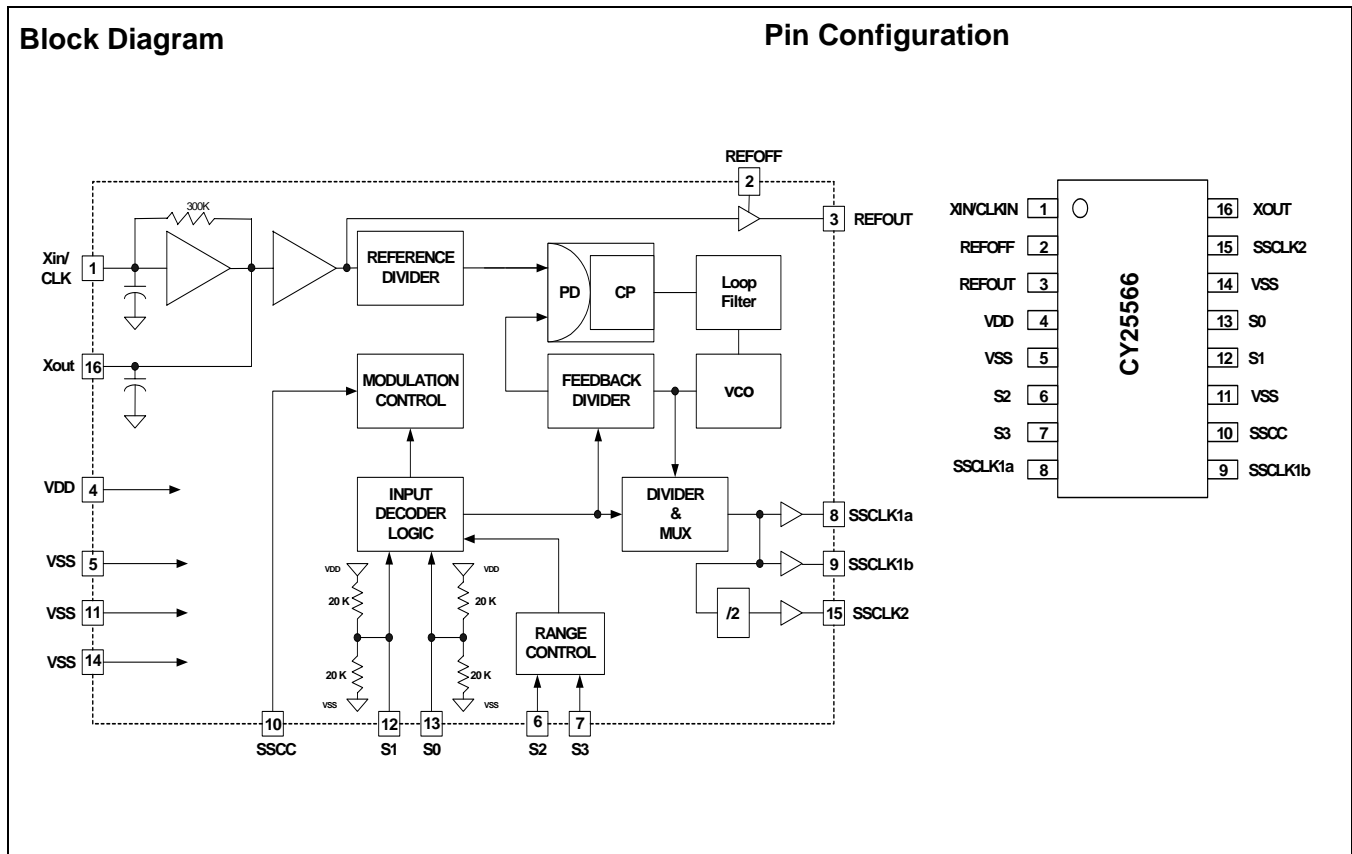 Block Diagram
Pin Configuration
REFOFF
2
300K
3
REFOUT
Xin/
CLK
1
REFERENCE
DIVIDER
PD
CP
Loop
Filter
Xout
16
MODULATION
CONTROL
FEEDBACK
DIVIDER
VCO
VDD
4
INPUT
DECODER
LOGIC
DIVIDER
&
MUX
8
SSCLK1a
VSS
5
VDD
VDD
9
SSCLK1b
20 K
20 K
/2
15
SSCLK2
VSS
11
RANGE
CONTROL
VSS
14
20 K
20 K
VSS
VSS
10
12
13
6
7
SSCC
S1
S0
S2
S3
XIN/CLKIN
1
16
XOUT
REFOFF
2
15
SSCLK2
REFOUT
3
14
VSS
VDD
4
13
S0
VSS
5
12
S1
S2
6
11
VSS
S3
7
10
SSCC
SSCLK1a
8
9
SSCLK1b
CY25566